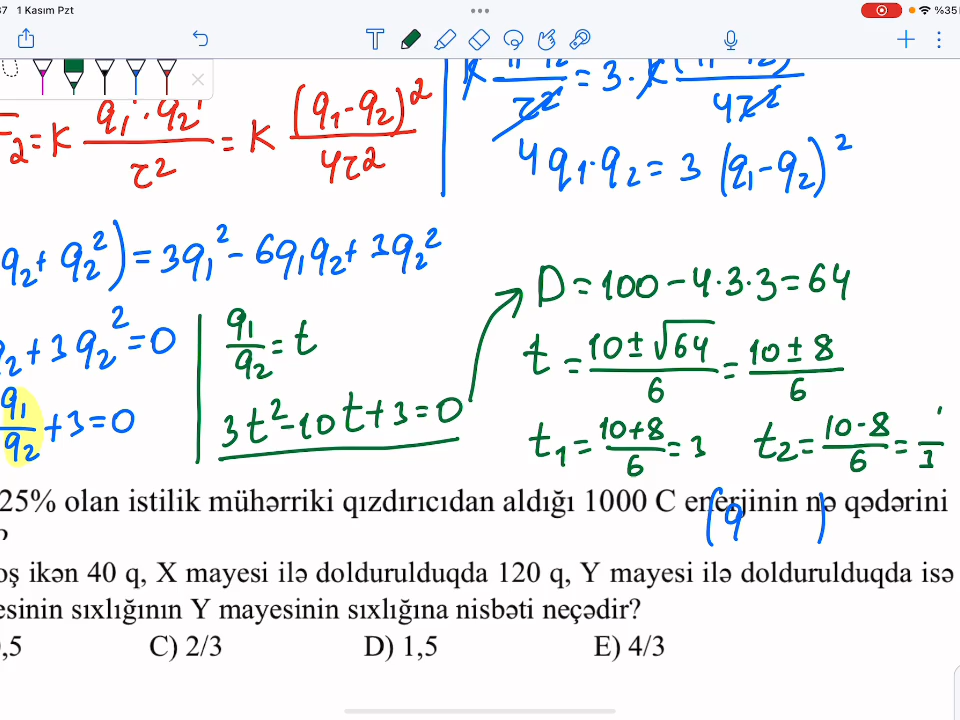 1 Kasım Pzt
%35
F₂ = K q₁' · q₂' / r² = K (q₁ - q₂)² / 4r²
= 3 · K (q₁ - q₂)² / 4r²
4q₁ · q₂ = 3 (q₁ - q₂)²
q₂ + q₂²) = 3q₁² - 6q₁q₂ + 3q₂²
q₂ + 3q₂² = 0
q₁/q₂ + 3 = 0
q₁/q₂ = t
3t² - 10t + 3 = 0
D = 100 - 4·3·3 = 64
t = 10 ± √64 / 6 = 10 ± 8 / 6
t₁ = 10+8 / 6 = 3 t₂ = 10-8 / 6 = 1/3
25% olan istilik mühərriki qızdırıcıdan aldığı 1000 C enerjinin nə qədərini
(q )
oş ikən 40 q, X mayesi ilə doldurulduqda 120 q, Y mayesi ilə doldurulduqda isə
esinin sıxlığının Y mayesinin sıxlığına nisbəti neçədir?
,5 C) 2/3 D) 1,5 E) 4/3